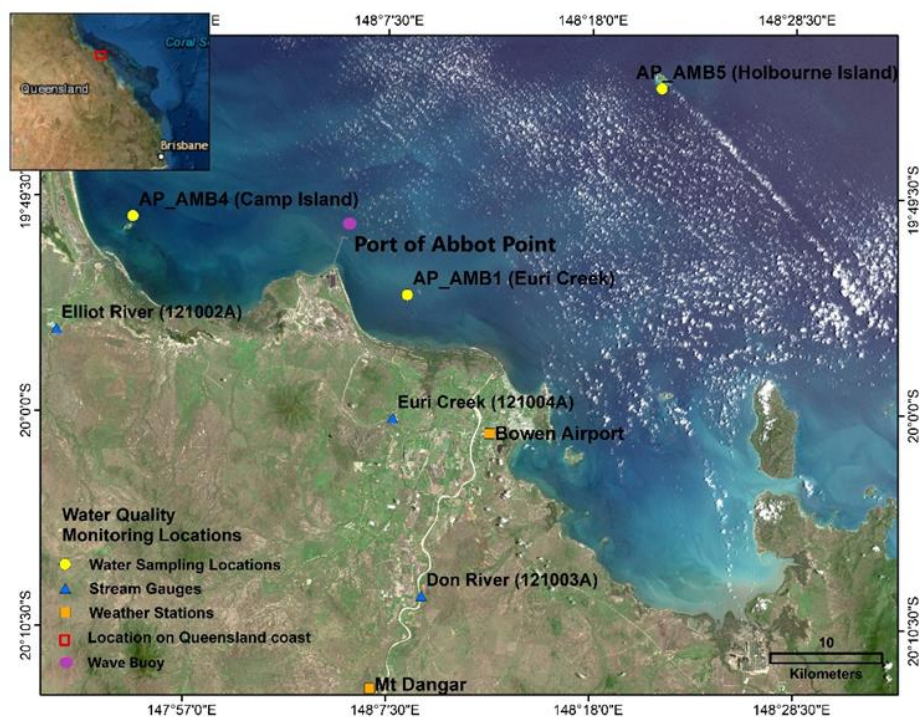 148°7'30"E
148°18'0"E
148°28'30"E
Coral S
Queensland
Brisbane
AP_AMB5 (Holbourne Island)
19°49'30"S
19°49'30"S
AP_AMB4 (Camp Island)
Port of Abbot Point
AP_AMB1 (Euri Creek)
Elliot River (121002A)
20°0'0"S
20°0'0"S
Euri Creek (121004A)
Bowen Airport
Water Quality
Monitoring Locations
Water Sampling Locations
Stream Gauges
Weather Stations
Location on Queensland coast
Wave Buoy
Don River (121003A)
20°10'30"S
20°10'30"S
10
Kilometers
Mt Dangar
147°57'0"E
148°7'30"E
148°18'0"E
148°28'30"E